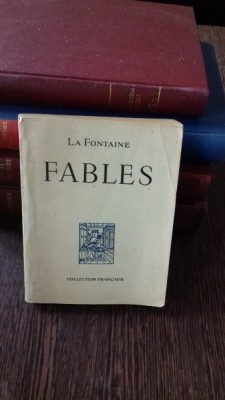 La Fontaine
FABLES
COLLECTION FRANÇAISE